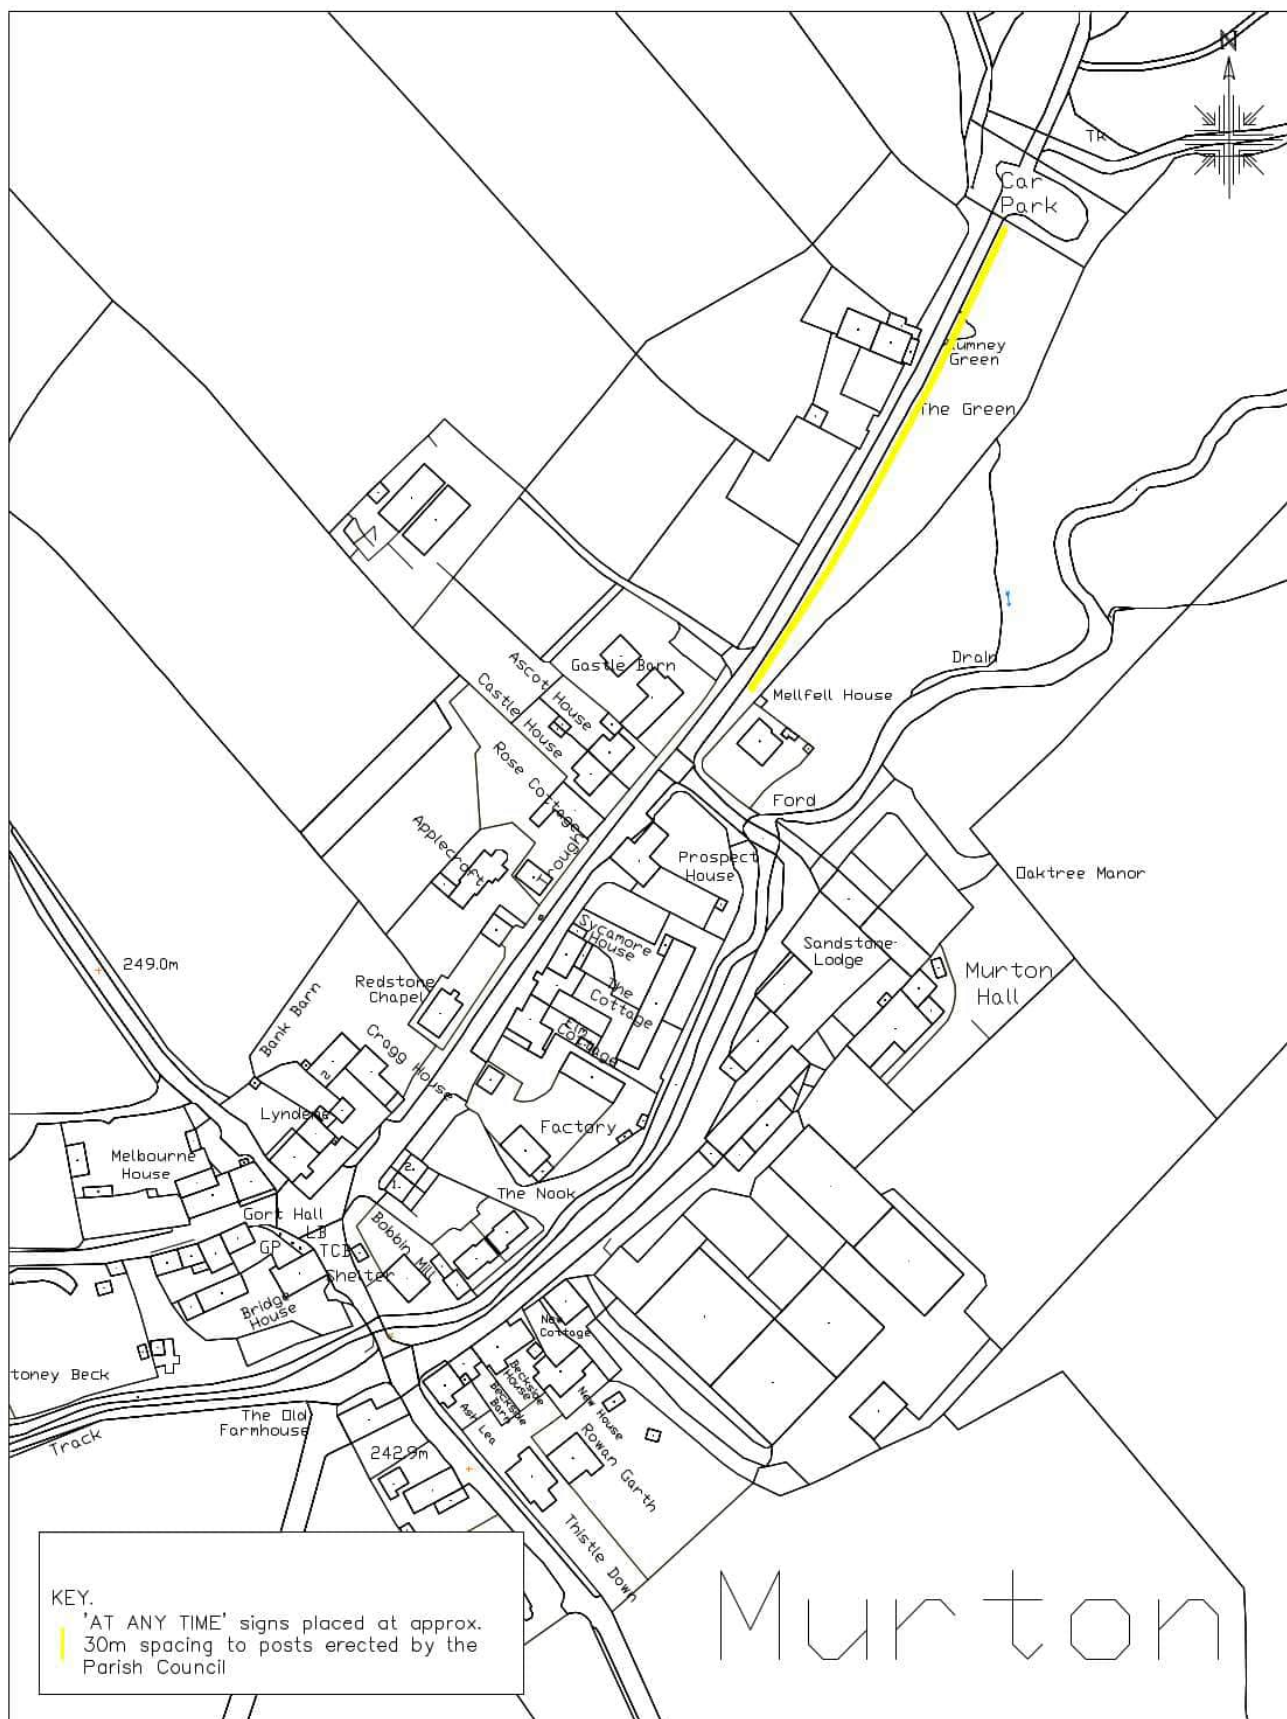 N
Tk
Car
Park
Green
The Green
Drain
Mellfell House
Gastle Barn
Ascot House
Castle House
Rose Cottage
Ford
Applecroft
Trough
Prospect
House
Oaktree Manor
Sycamore
House
Sandstone
Lodge
Murton
Hall
249.0m
Redstone
Chapel
The
Cottage
Elm
Cottage
Bank Barn
Cragg House
2
Lyndene
Factory
Melbourne
House
2
1
The Nook
Gort Hall
LB
GP
TCB
Shelter
Bobbin Mill
Bridge
House
New
Cottage
toney Beck
Beckside
House
Beckside
Barn
New House
Ash Lea
The Old
Farmhouse
Track
Rowan Garth
242.9m
Thistle Down
KEY.
'AT ANY TIME' signs placed at approx.
30m spacing to posts erected by the
Parish Council
Murton